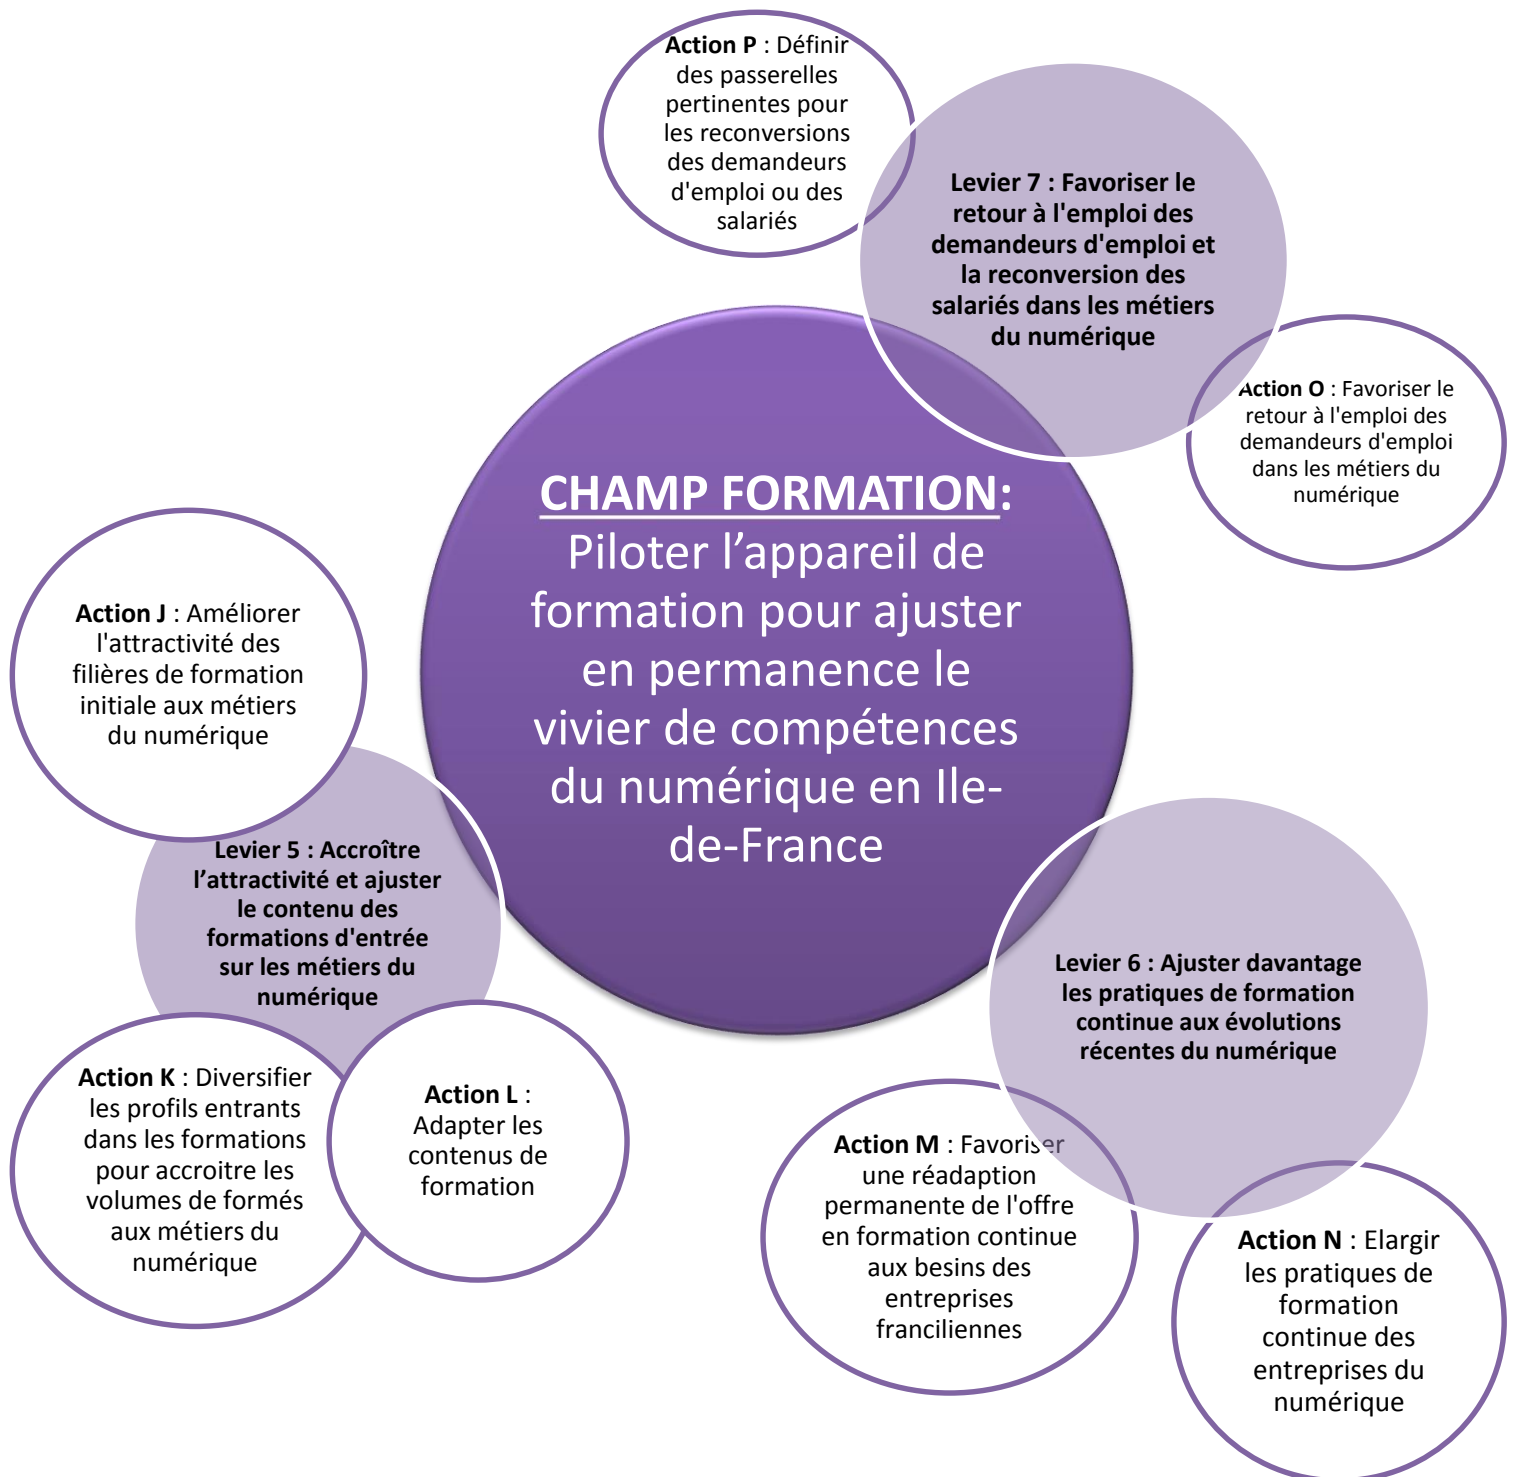 Action P : Définir
des passerelles
pertinentes pour
les reconversions
des demandeurs
d'emploi ou des
salariés
Levier 7 : Favoriser le
retour à l'emploi des
demandeurs d'emploi et
la reconversion des
salariés dans les métiers
du numérique
Action O : Favoriser le
retour à l'emploi des
demandeurs d'emploi
dans les métiers du
numérique
CHAMP FORMATION:
Piloter l’appareil de
formation pour ajuster
en permanence le
vivier de compétences
du numérique en Ile-
de-France
Action J : Améliorer
l'attractivité des
filières de formation
initiale aux métiers
du numérique
Levier 5 : Accroître
l’attractivité et ajuster
le contenu des
formations d'entrée
sur les métiers du
numérique
Action K : Diversifier
les profils entrants
dans les formations
pour accroitre les
volumes de formés
aux métiers du
numérique
Action L :
Adapter les
contenus de
formation
Levier 6 : Ajuster davantage
les pratiques de formation
continue aux évolutions
récentes du numérique
Action M : Favoriser
une réadaption
permanente de l'offre
en formation continue
aux besins des
entreprises
franciliennes
Action N : Elargir
les pratiques de
formation
continue des
entreprises du
numérique